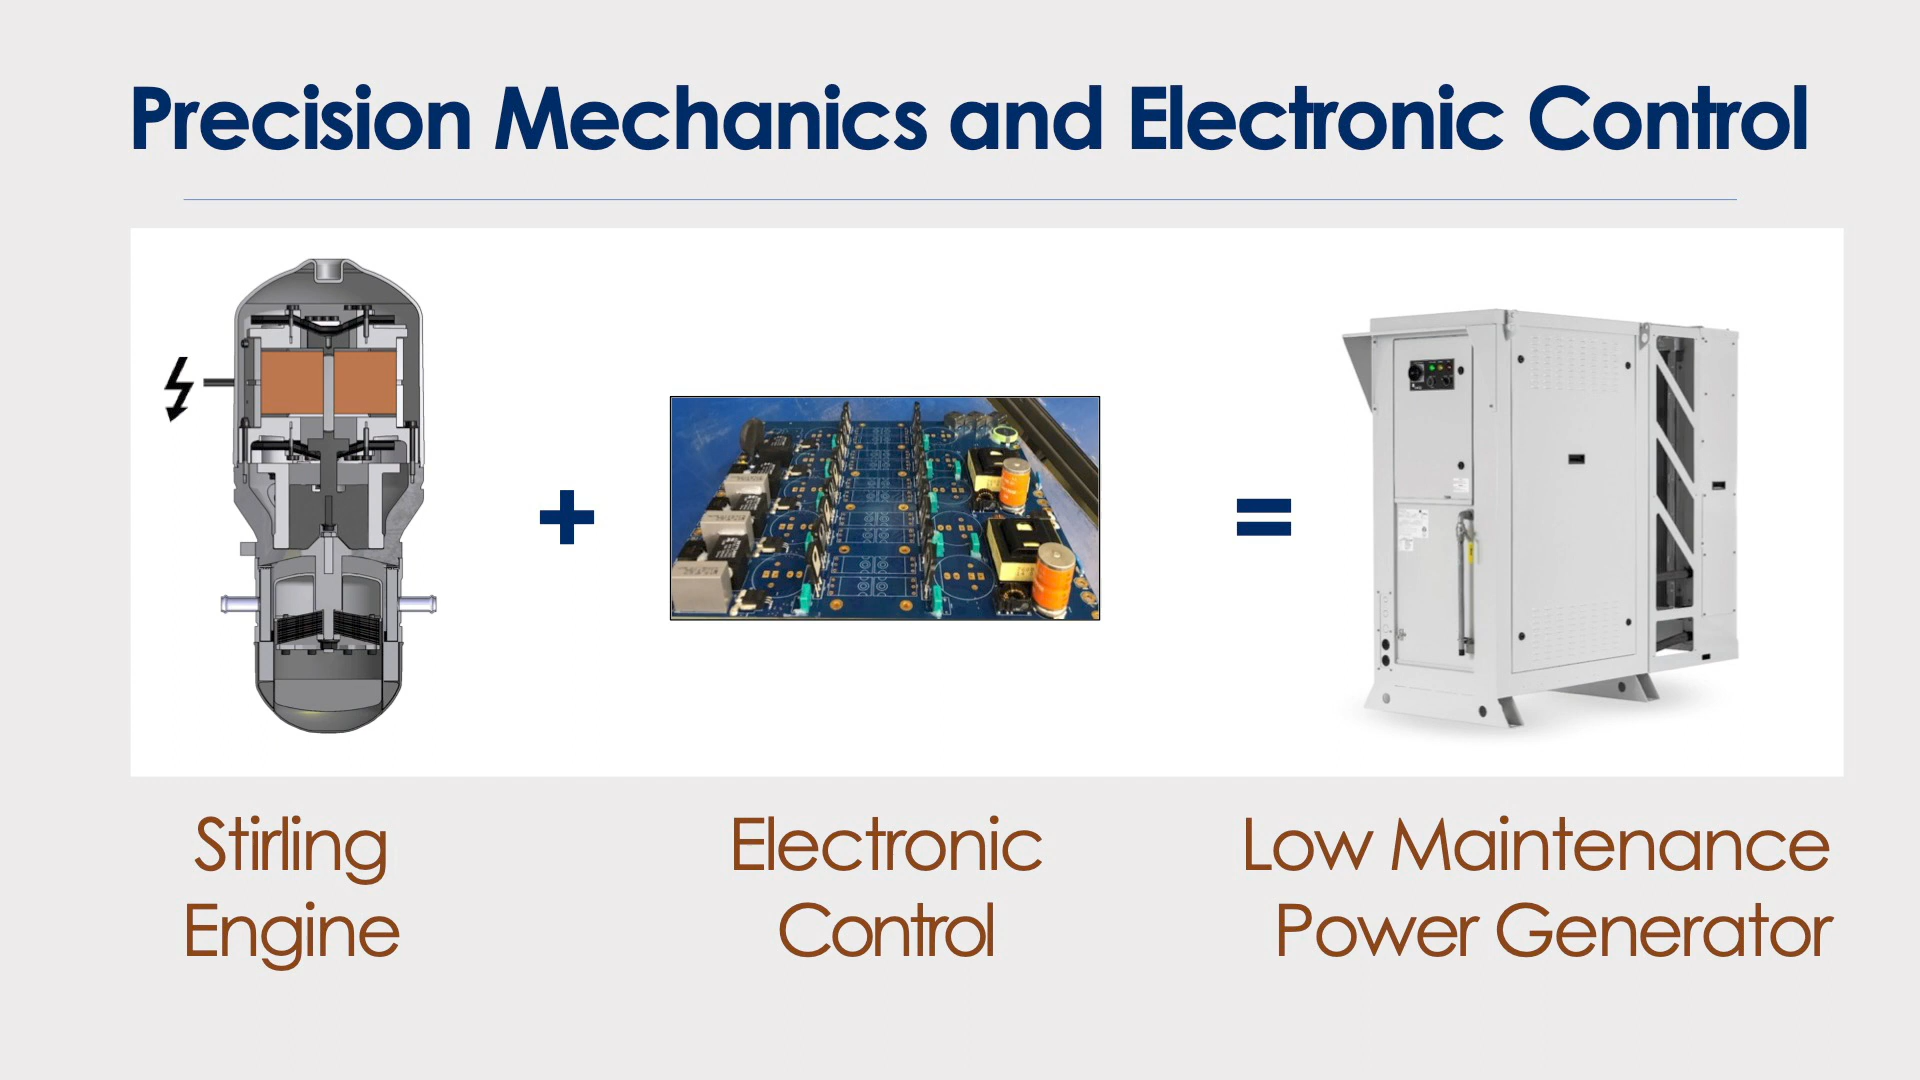 Precision Mechanics and Electronic Control
+
=
Stirling
Engine
Electronic
Control
Low Maintenance
Power Generator